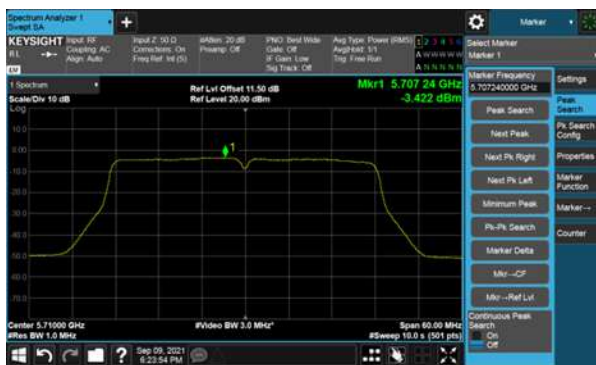 Spectrum Analyzer 1
Swept SA
+
Marker
KEYSIGHT
Input: RF
Coupling: AC
Align: Auto
Input Z: 50 Ω
Corrections: On
Freq Ref: Int (S)
#Atten: 20 dB
Preamp: Off
PNO: Best Wide
Gate: Off
IF Gain: Low
Sig Track: Off
Avg Type: Power (RMS)
Avg|Hold: 1/1
Trig: Free Run
1 2 3 4 5 6
A W W W W W
A N N N N N
Select Marker
Marker 1
1 Spectrum
Scale/Div 10 dB
Ref Lvl Offset 11.50 dB
Ref Level 20.00 dBm
Mkr1 5.707 24 GHz
-3.422 dBm
Log
10.0
0.00
-10.0
-20.0
-30.0
-40.0
-50.0
-60.0
-70.0
1
Center 5.71000 GHz
#Res BW 1.0 MHz
#Video BW 3.0 MHz*
Span 60.00 MHz
#Sweep 10.0 s (501 pts)
Marker Frequency
5.707240000 GHz
Peak Search
Next Peak
Next Pk Right
Next Pk Left
Minimum Peak
Pk-Pk Search
Marker Delta
Mkr→CF
Mkr→Ref Lvl
Continuous Peak
Search
On
Off
Settings
Peak
Search
Pk Search
Config
Properties
Marker
Function
Marker→
Counter
?
Sep 09, 2021
6:23:54 PM